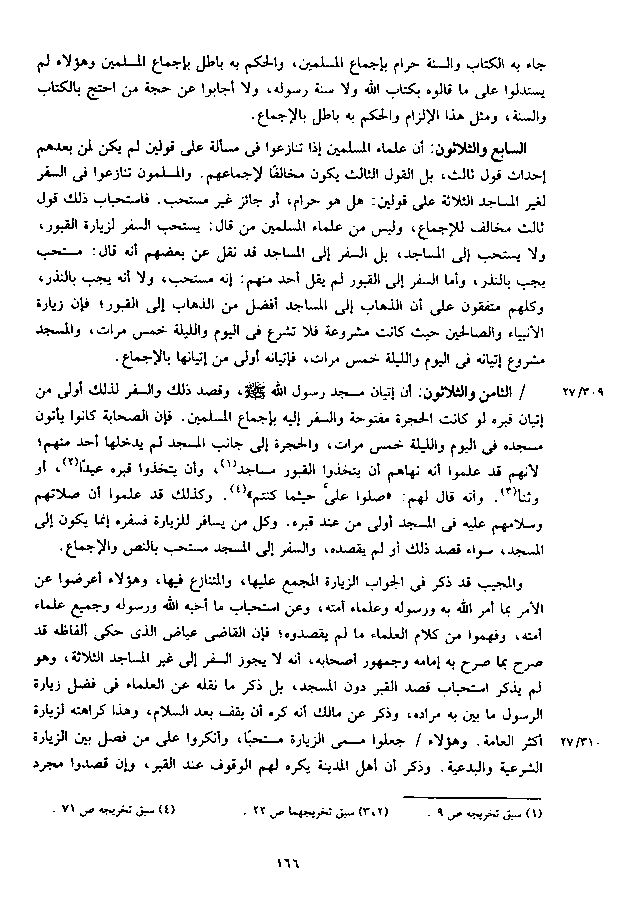 جاء به الكتاب والسنة حرام بإجماع المسلمين، والحكم به باطل بإجماع المسلمين وهؤلاء لم
يستدلوا على ما قالوه بكتاب الله ولا سنة رسوله، ولا أجابوا عن حجة من احتج بالكتاب
والسنة، ومثل هذا الإلزام والحكم به باطل بالإجماع.
السابع والثلاثون: أن علماء المسلمين إذا تنازعوا فى مسألة على قولين لم يكن لمن بعدهم
إحداث قول ثالث، بل القول الثالث يكون مخالفًا لإجماعهم. والمسلمون تنازعوا فى السفر
لغير المساجد الثلاثة على قولين: هل هو حرام، أو جائز غير مستحب. فاستحباب ذلك قول
ثالث مخالف للإجماع، وليس من علماء المسلمين من قال: يستحب السفر لزيارة القبور،
ولا يستحب إلى المساجد، بل السفر إلى المساجد قد نقل عن بعضهم أنه قال: مستحب
يجب بالنذر، وأما السفر إلى القبور لم يقل أحد منهم: إنه مستحب، ولا أنه يجب بالنذر،
وكلهم متفقون على أن الذهاب إلى المساجد أفضل من الذهاب إلى القبور؛ فإن زيارة
الأنبياء والصالحين حيث كانت مشروعة فلا تشرع فى اليوم والليلة خمس مرات، والمسجد
مشروع إتيانه فى اليوم والليلة خمس مرات، فإتيانه أولى من إتيانها بالإجماع.
٢٧/٣٠٩ / الثامن والثلاثون: أن إتيان مسجد رسول الله ﷺ، وقصد ذلك والسفر لذلك أولى من
إتيان قبره لو كانت الحجرة مفتوحة والسفر إليه بإجماع المسلمين. فإن الصحابة كانوا يأتون
مسجده فى اليوم والليلة خمس مرات، والحجرة إلى جانب المسجد لم يدخلها أحد منهم؛
لأنهم قد علموا أنه نهاهم أن يتخذوا القبور مساجد(١)، وأن يتخذوا قبره عيدًا(٢)، أو
وثنًا(٣). وأنه قال لهم: «صلوا علىَّ حيثما كنتم»(٤). وكذلك قد علموا أن صلاتهم
وسلامهم عليه فى المسجد أولى من عند قبره. وكل من يسافر للزيارة فسفره إنما يكون إلى
المسجد، سواء قصد ذلك أو لم يقصده، والسفر إلى المسجد مستحب بالنص والإجماع.
والمجيب قد ذكر فى الجواب الزيارة المجمع عليها، والمتنازع فيها، وهؤلاء أعرضوا عن
الأمر بما أمر الله به ورسوله وعلماء أمته، وعن استحباب ما أحبه الله ورسوله وجميع علماء
أمته، وفهموا من كلام العلماء ما لم يقصدوه؛ فإن القاضى عياض الذى حكى ألفاظه قد
صرح بما صرح به إمامه وجمهور أصحابه، أنه لا يجوز السفر إلى غير المساجد الثلاثة، وهو
لم يذكر استحباب قصد القبر دون المسجد، بل ذكر ما نقله عن العلماء فى فضل زيارة
الرسول ما بين به مراده، وذكر عن مالك أنه كره أن يقف بعد السلام، وهذا كراهته لزيارة
٢٧/٣١٠ أكثر العامة. وهؤلاء / جعلوا مسمى الزيارة مستحبًا، وأنكروا على من فصل بين الزيارة
الشرعية والبدعية. وذكر أن أهل المدينة يكره لهم الوقوف عند القبر، وإن قصدوا مجرد
(١) سبق تخريجه ص ٩. (٢،٣) سبق تخريجهما ص ٢٢. (٤) سبق تخريجه ص ٧١.
١٦٦